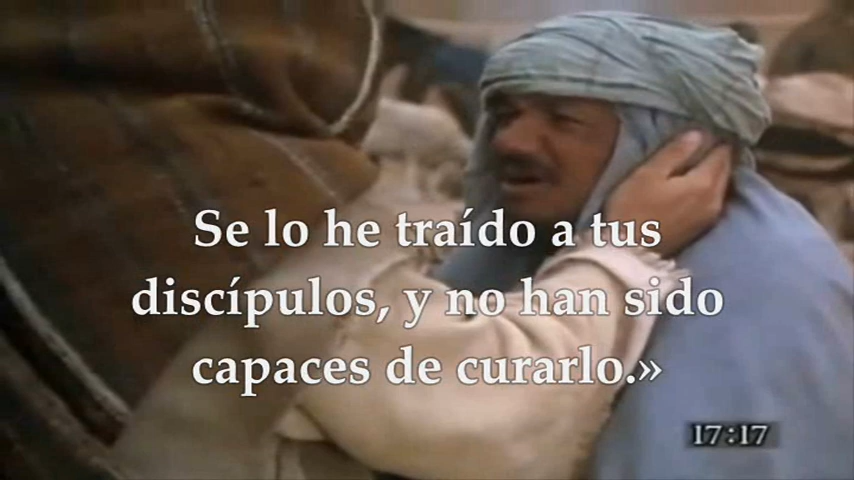 Se lo he traído a tus
discípulos, y no han sido
capaces de curarlo.»
17:17